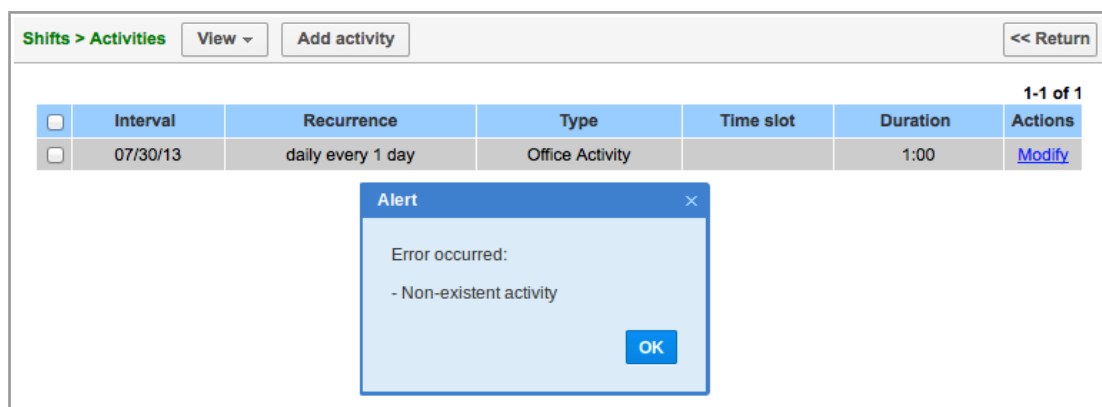 Shifts > Activities View Add activity << Return
1-1 of 1
Interval Recurrence Type Time slot Duration Actions
07/30/13 daily every 1 day Office Activity 1:00 Modify
Alert ×
Error occurred:
- Non-existent activity
OK